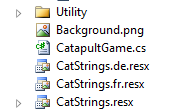 Utility
Background.png
CatapultGame.cs
CatStrings.de.resx
CatStrings.fr.resx
CatStrings.resx